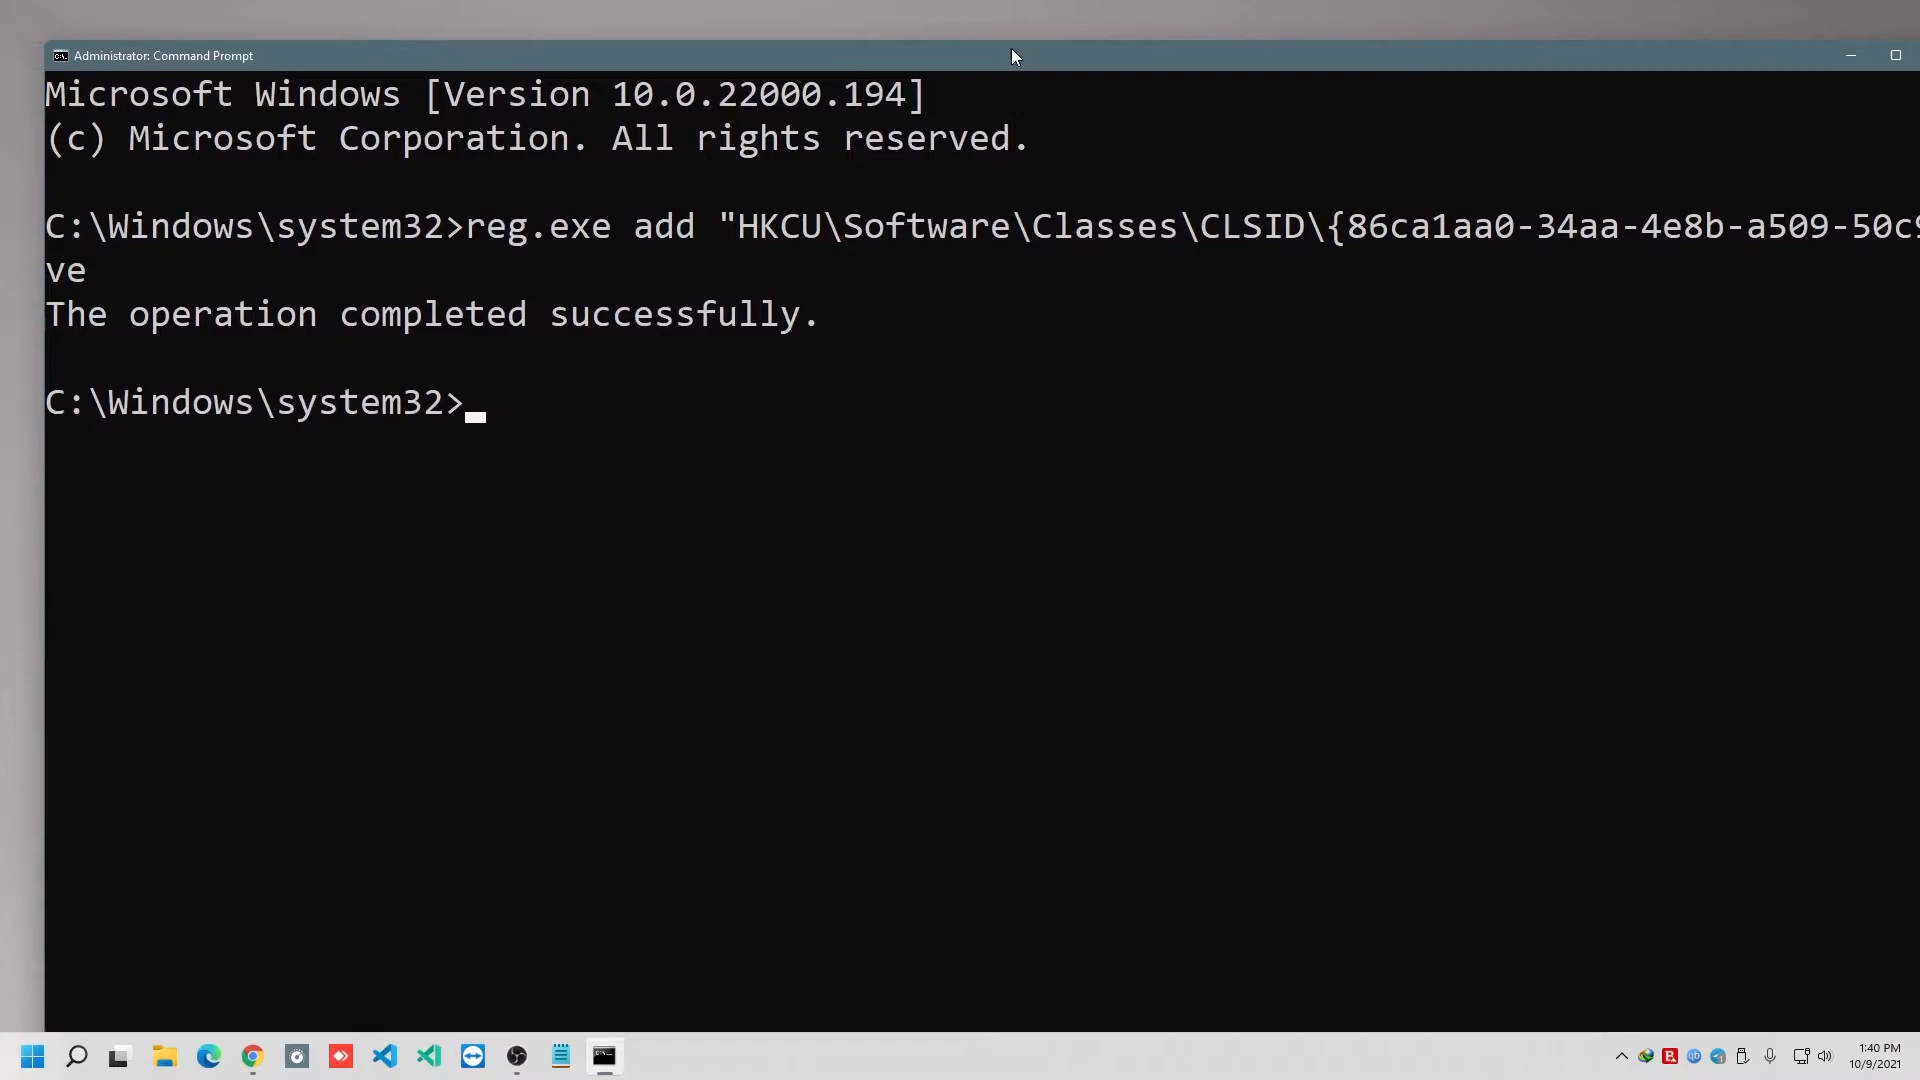 Administrator: Command Prompt
Microsoft Windows [Version 10.0.22000.194]
(c) Microsoft Corporation. All rights reserved.
C:\Windows\system32>reg.exe add "HKCU\Software\Classes\CLSID\{86ca1aa0-34aa-4e8b-a509-50c9
ve
The operation completed successfully.
C:\Windows\system32>
1:40 PM
10/9/2021